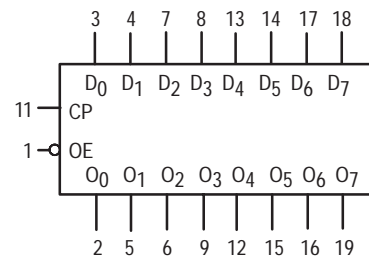 3 4 7 8 13 14 17 18
D0 D1 D2 D3 D4 D5 D6 D7
11 CP
1 OE
O0 O1 O2 O3 O4 O5 O6 O7
2 5 6 9 12 15 16 19